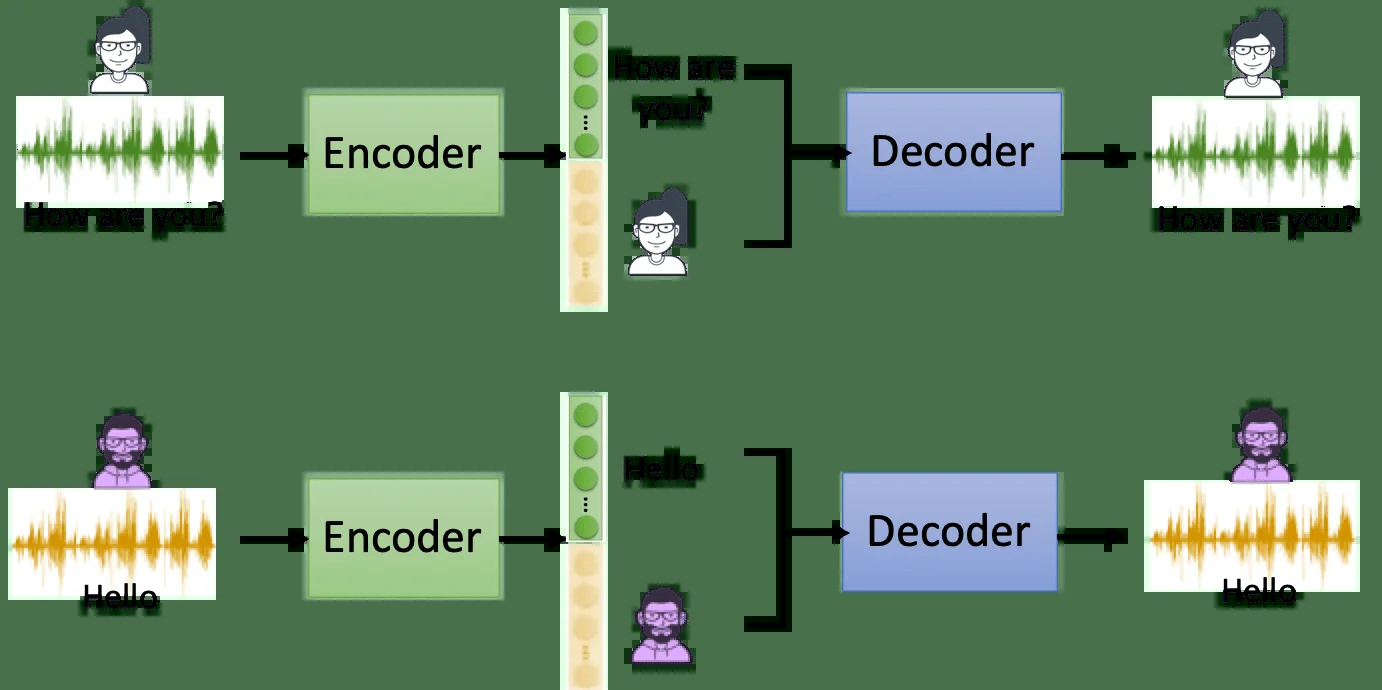 How are
you?
Encoder
Decoder
How are you?
How are you?
Hello
Encoder
Decoder
Hello
Hello